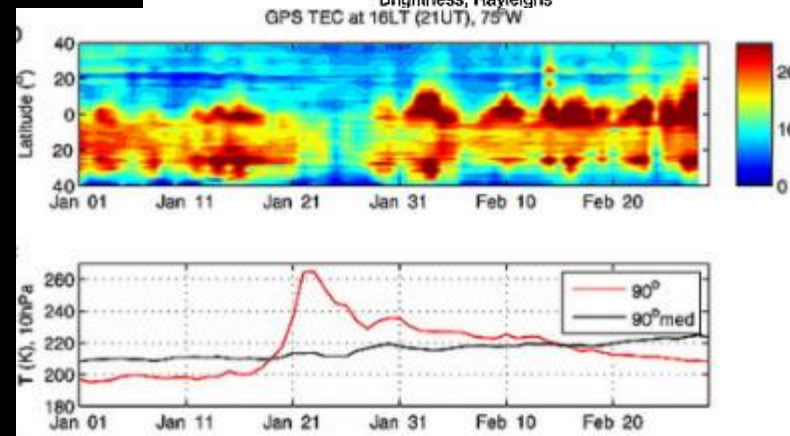 Brightness, Rayleighs
GPS TEC at 16LT (21UT), 75°W
Latitude (°)
40
20
0
20
40
Jan 01 Jan 11 Jan 21 Jan 31 Feb 10 Feb 20
20
10
0
T (K), 10hPa
260
240
220
200
180
90°
90°med
Jan 01 Jan 11 Jan 21 Jan 31 Feb 10 Feb 20